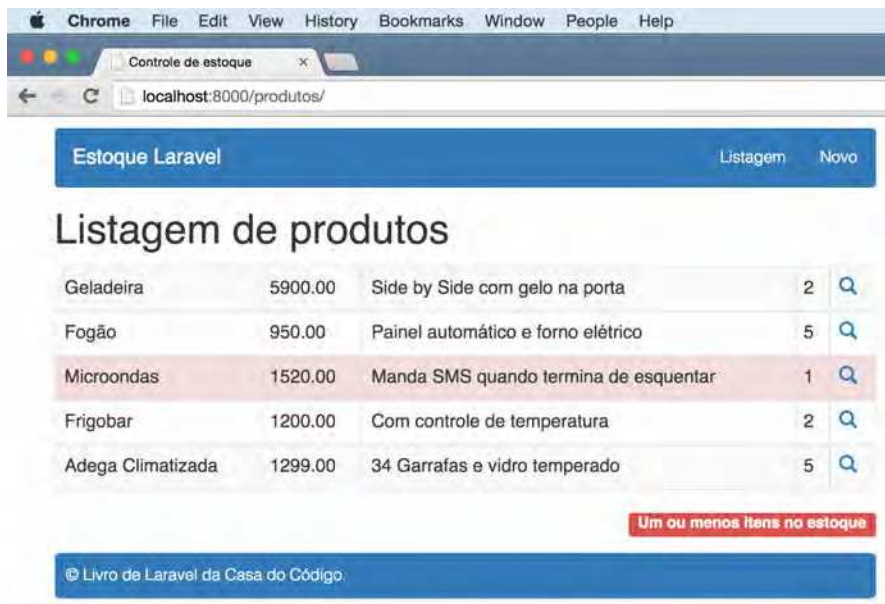 Chrome File Edit View History Bookmarks Window People Help
Controle de estoque ×
localhost:8000/produtos/
Estoque Laravel Listagem Novo
Listagem de produtos
Geladeira 5900.00 Side by Side com gelo na porta 2
Fogão 950.00 Painel automático e forno elétrico 5
Microondas 1520.00 Manda SMS quando termina de esquentar 1
Frigobar 1200.00 Com controle de temperatura 2
Adega Climatizada 1299.00 34 Garrafas e vidro temperado 5
Um ou menos itens no estoque
© Livro de Laravel da Casa do Código.